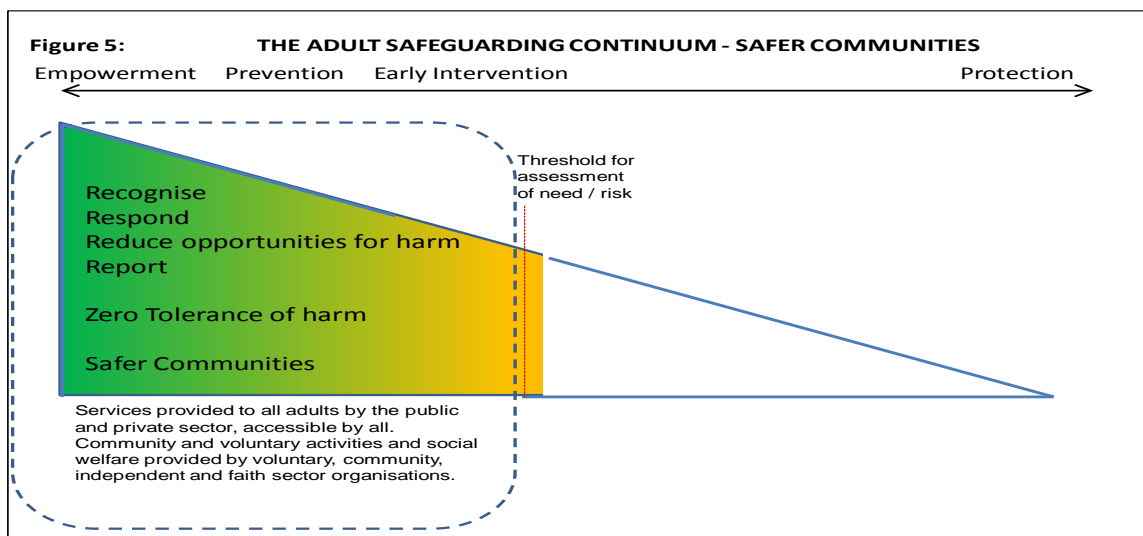 Figure 5: THE ADULT SAFEGUARDING CONTINUUM - SAFER COMMUNITIES
Empowerment Prevention Early Intervention Protection
Threshold for
assessment
of need / risk
Recognise
Respond
Reduce opportunities for harm
Report
Zero Tolerance of harm
Safer Communities
Services provided to all adults by the public
and private sector, accessible by all.
Community and voluntary activities and social
welfare provided by voluntary, community,
independent and faith sector organisations.